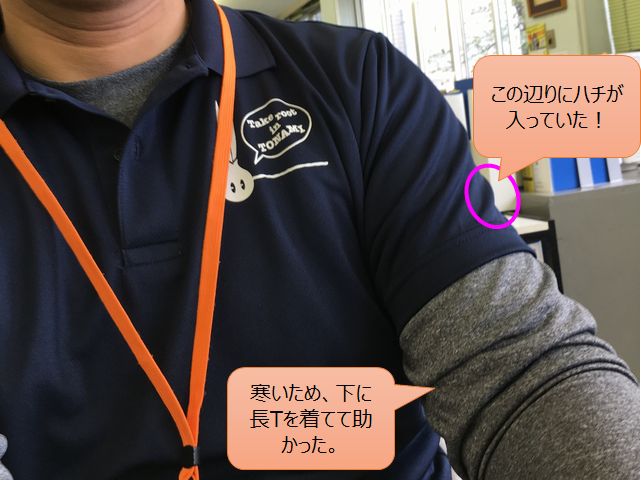 Take root
in
TONAMI
この辺りにハチが
入っていた！
寒いため、下に
長Tを着てて助
かった。